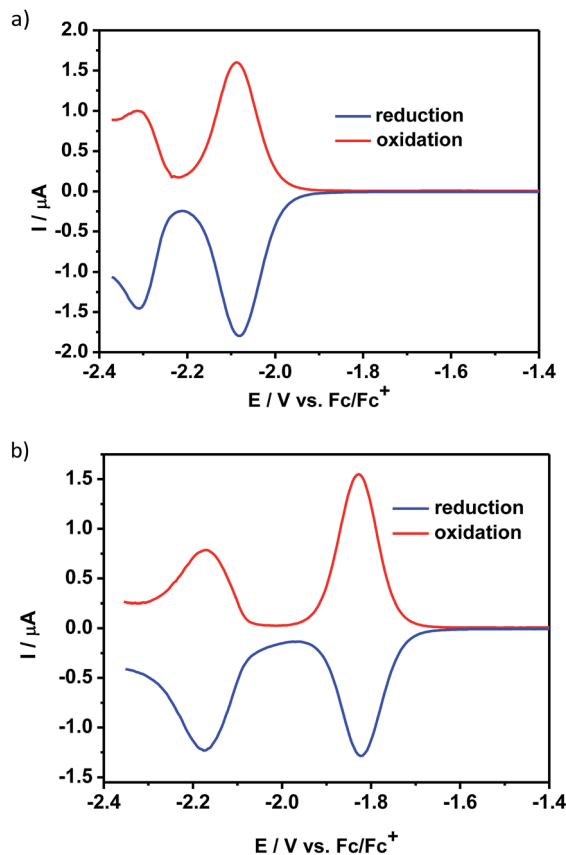 a)
2.0
1.5
1.0
0.5
0.0
-0.5
-1.0
-1.5
-2.0
I / µA
reduction
oxidation
-2.4 -2.2 -2.0 -1.8 -1.6 -1.4
E / V vs. Fc/Fc+
b)
1.5
1.0
0.5
0.0
-0.5
-1.0
-1.5
I / µA
reduction
oxidation
-2.4 -2.2 -2.0 -1.8 -1.6 -1.4
E / V vs. Fc/Fc+